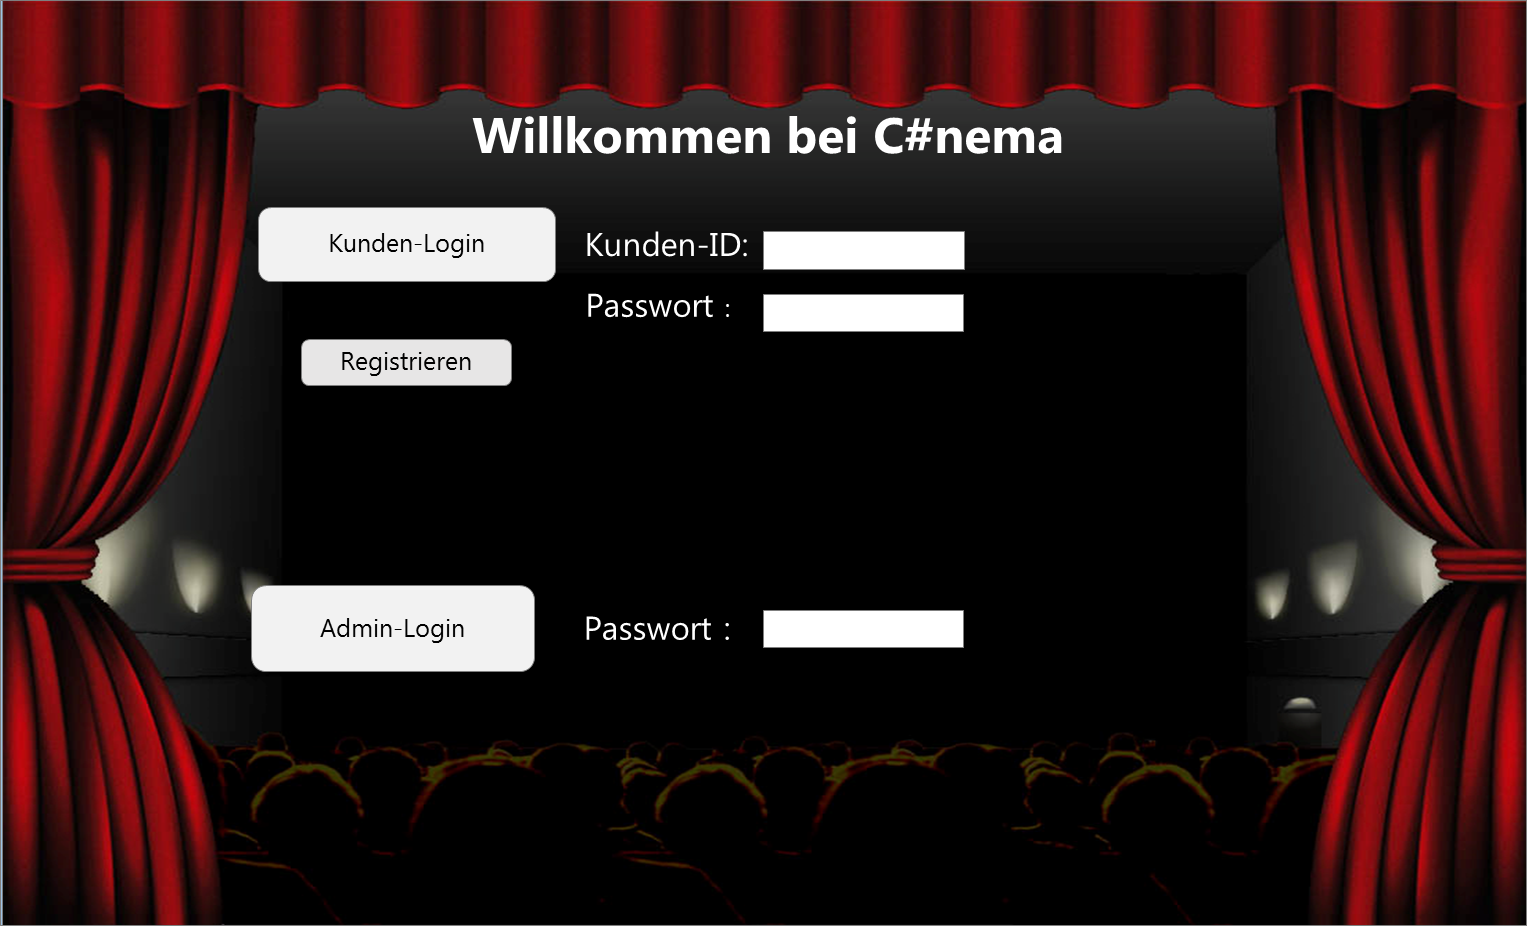 Willkommen bei C#nema
Kunden-Login
Kunden-ID:
Passwort :
Registrieren
Admin-Login
Passwort :